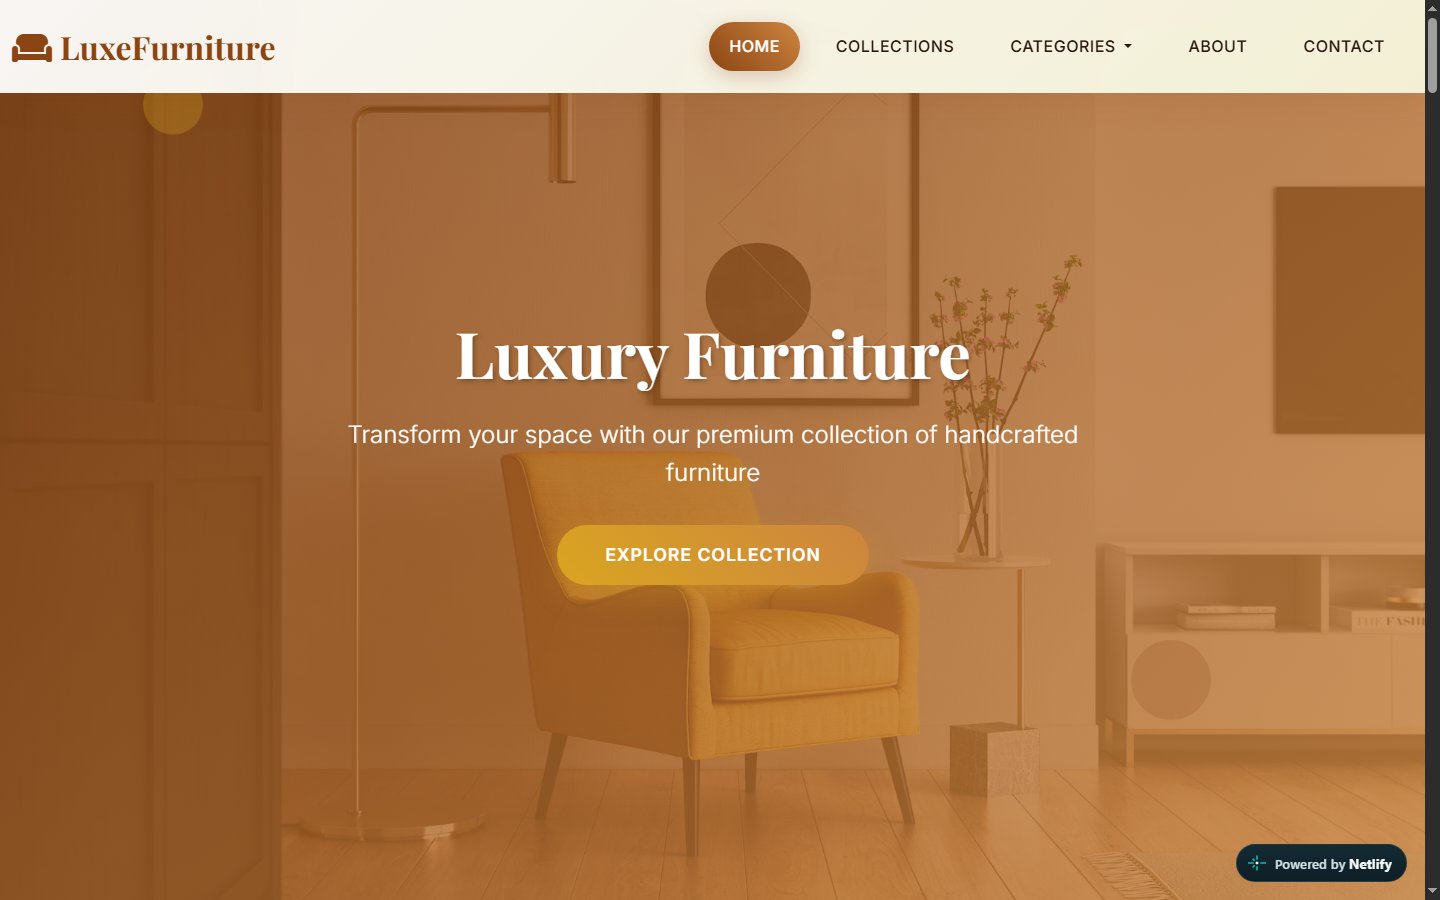 LuxeFurniture
HOME
COLLECTIONS
CATEGORIES
ABOUT
CONTACT
Luxury Furniture
Transform your space with our premium collection of handcrafted
furniture
EXPLORE COLLECTION
Powered by Netlify